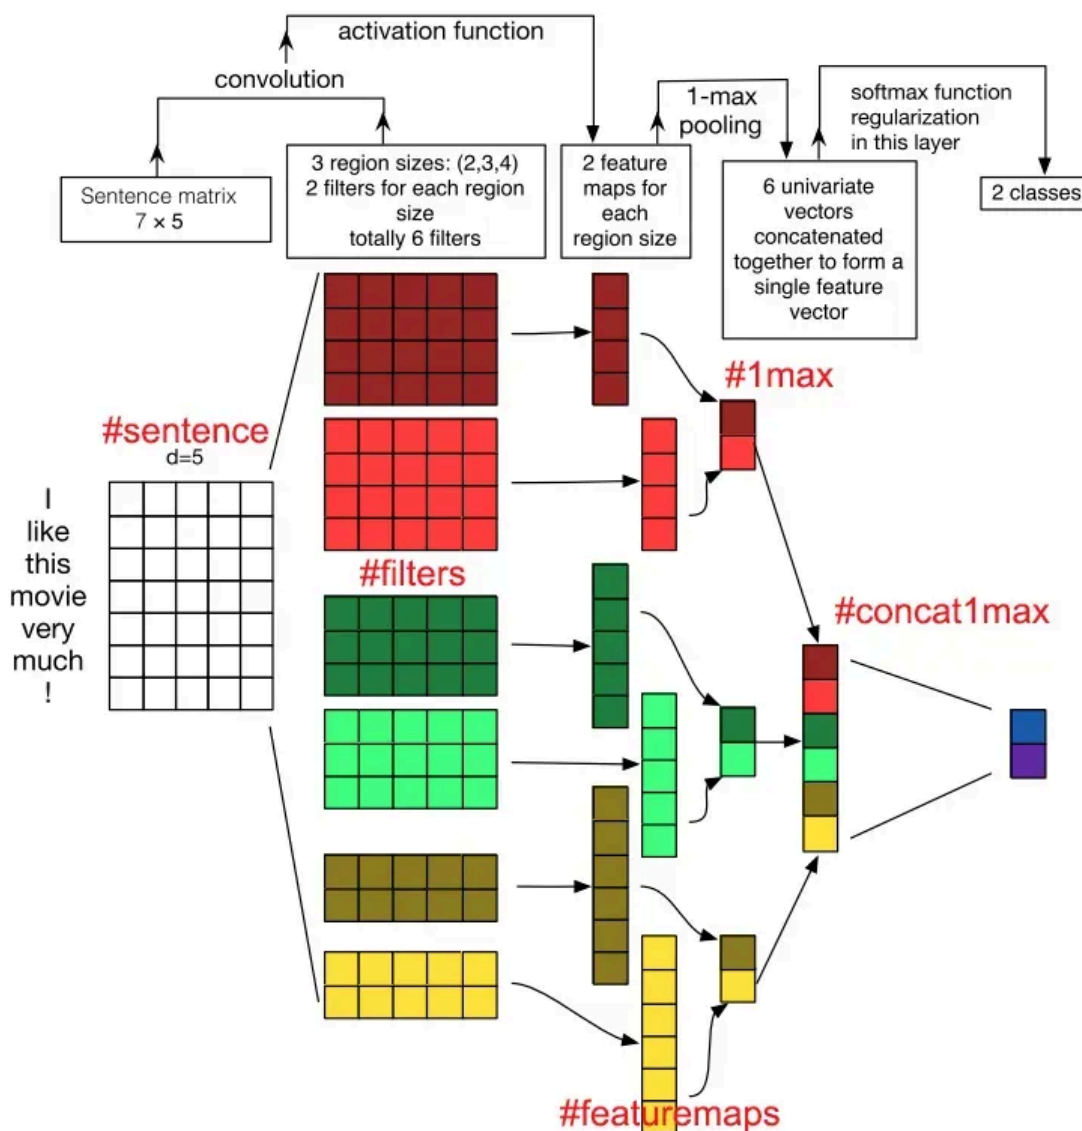 activation function
convolution
1-max
pooling
softmax function
regularization
in this layer
Sentence matrix
7 × 5
3 region sizes: (2,3,4)
2 filters for each region
size
totally 6 filters
2 feature
maps for
each
region size
6 univariate
vectors
concatenated
together to form a
single feature
vector
2 classes
#1max
#sentence
d=5
I
like
this
movie
very
much
!
#filters
#concat1max
#featuremaps